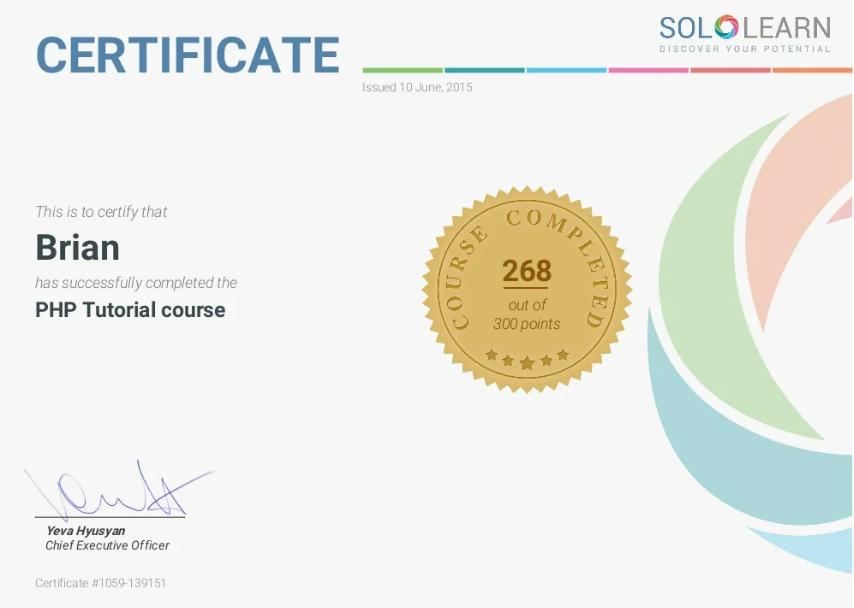 CERTIFICATE
SOLOLEARN
DISCOVER YOUR POTENTIAL
Issued 10 June, 2015
This is to certify that
Brian
has successfully completed the
PHP Tutorial course
COURSE COMPLETED
268
out of
300 points
Yeva Hyusyan
Chief Executive Officer
Certificate #1059-139151